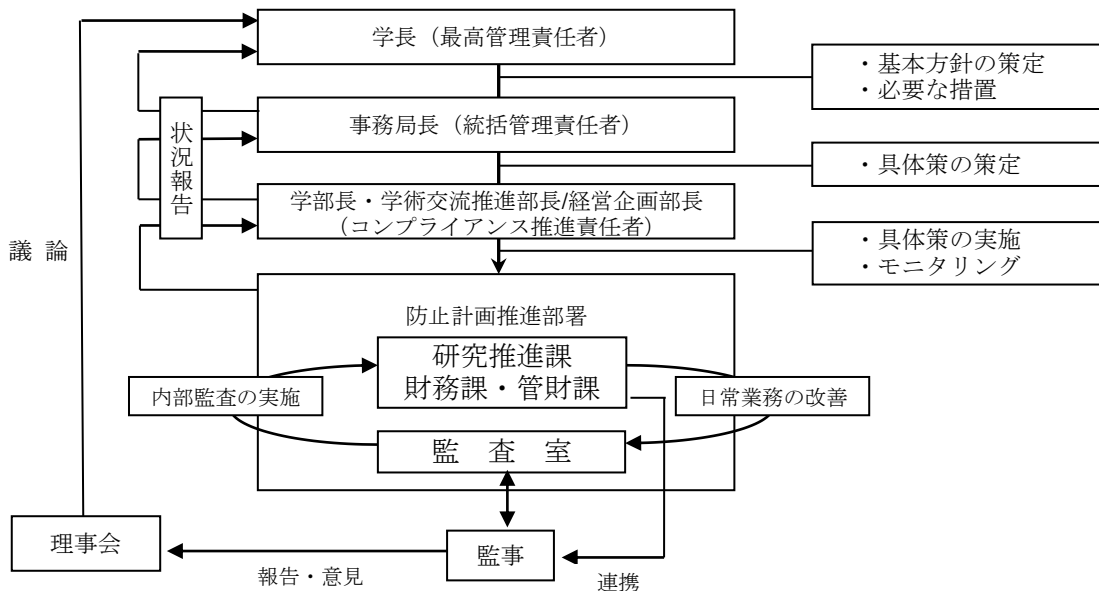 学長（最高管理責任者）
・基本方針の策定
・必要な措置
事務局長（統括管理責任者）
状況報告
・具体策の策定
学部長・学術交流推進部長/経営企画部長
（コンプライアンス推進責任者）
・具体策の実施
・モニタリング
議 論
防止計画推進部署
研究推進課
財務課・管財課
内部監査の実施
日常業務の改善
監　査　室
理事会
監事
報告・意見
連携